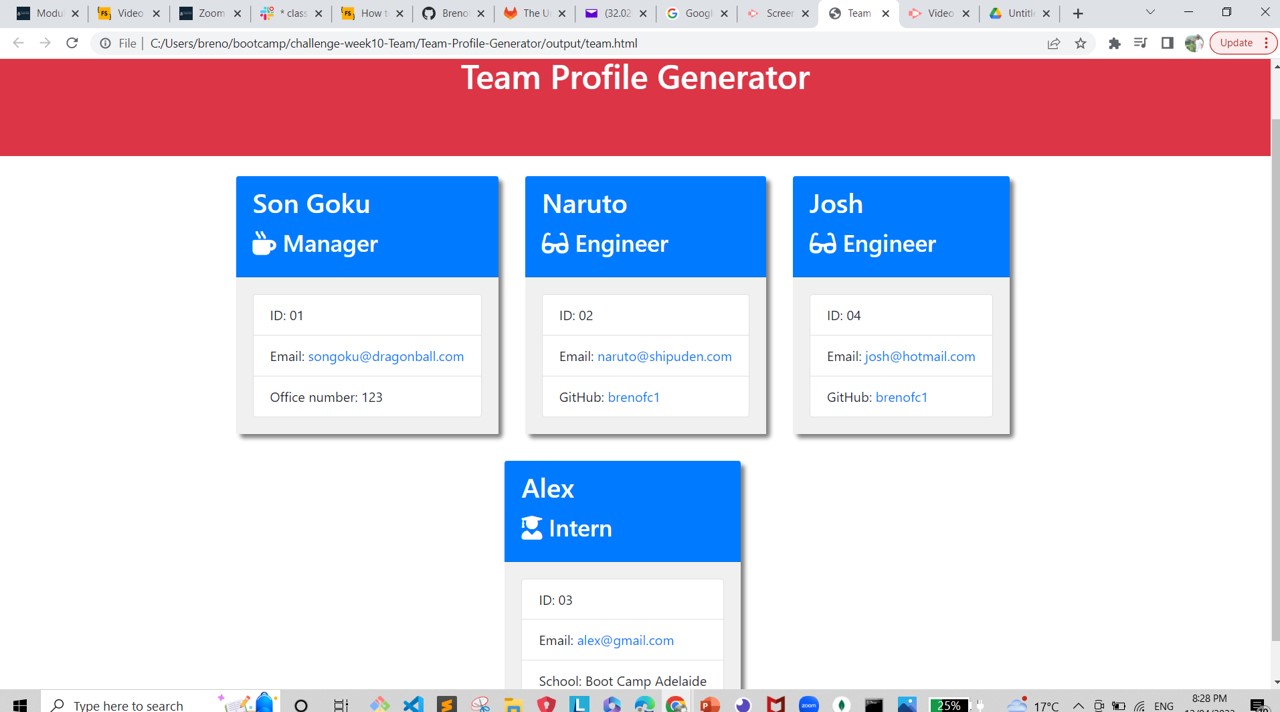 Modu
Video
Zoom
* class
How t
Breno
The U
(32.02
Googl
Screer
Team
Video
Untitl
File | C:/Users/breno/bootcamp/challenge-week10-Team/Team-Profile-Generator/output/team.html
Update
Team Profile Generator
Son Goku
Manager
ID: 01
Email: songoku@dragonball.com
Office number: 123
Naruto
Engineer
ID: 02
Email: naruto@shipuden.com
GitHub: brenofc1
Josh
Engineer
ID: 04
Email: josh@hotmail.com
GitHub: brenofc1
Alex
Intern
ID: 03
Email: alex@gmail.com
School: Boot Camp Adelaide
Type here to search
25%
17°C
ENG
8:28 PM